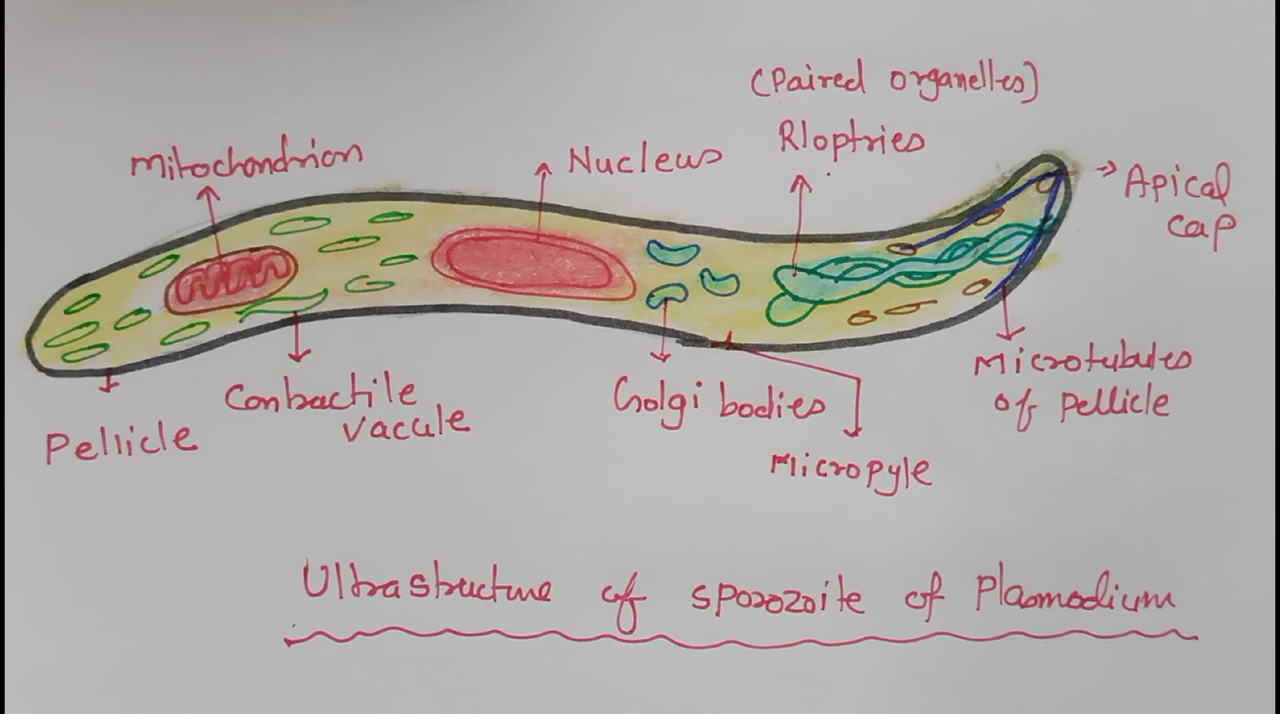 (Paired organelles)
Rloptries
Mitochondrion
Nucleus
Apical
cap
Pellicle
Contractile
vacule
Golgi bodies
Micropyle
Microtubules
of pellicle
Ultrastructure of sporozoite of Plasmodium